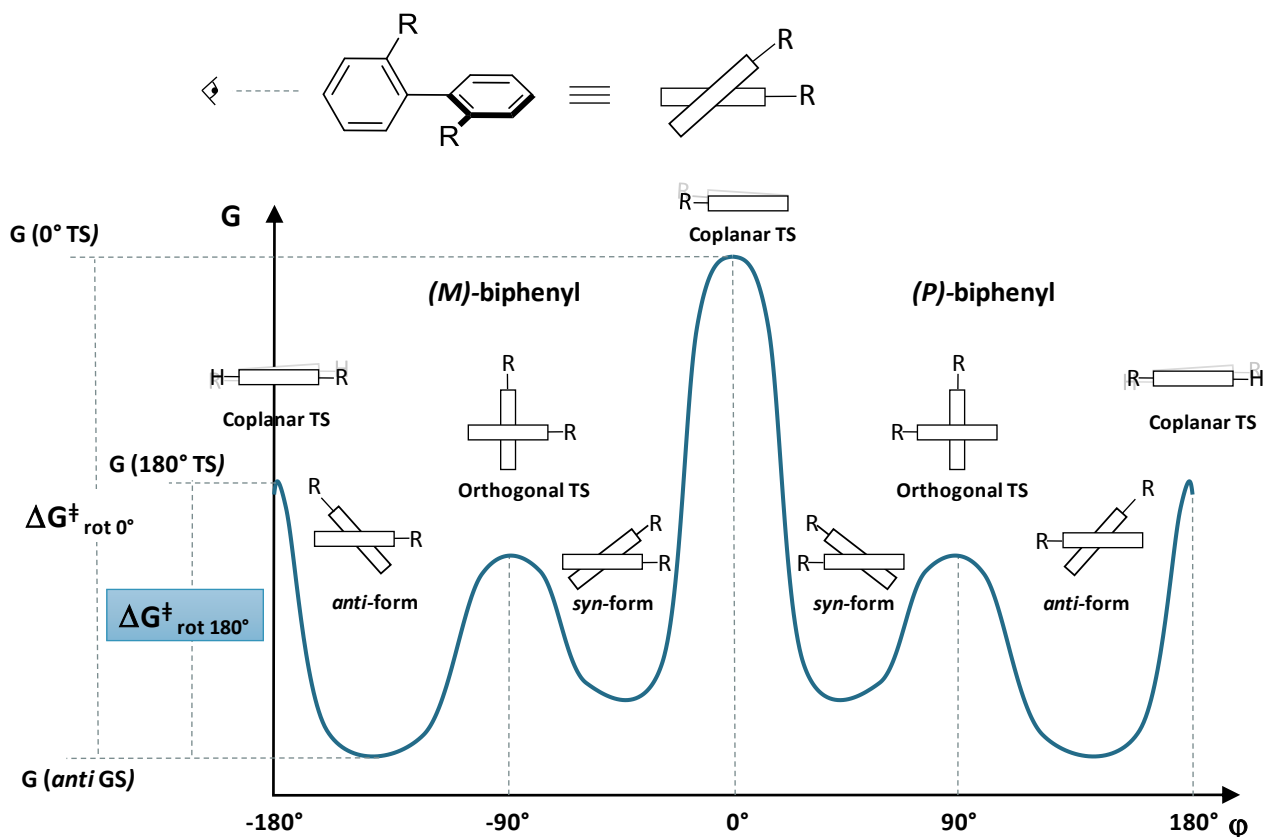 R
R
R
R
R
R
Coplanar TS
G
G (0° TS)
(M)-biphenyl
(P)-biphenyl
H
R
H
R
Coplanar TS
R
R
Orthogonal TS
R
R
Orthogonal TS
R
H
R
H
Coplanar TS
G (180° TS)
ΔG‡ rot 0°
R
R
anti-form
R
R
syn-form
R
R
syn-form
R
R
anti-form
ΔG‡ rot 180°
G (anti GS)
-180°
-90°
0°
90°
180°
φ